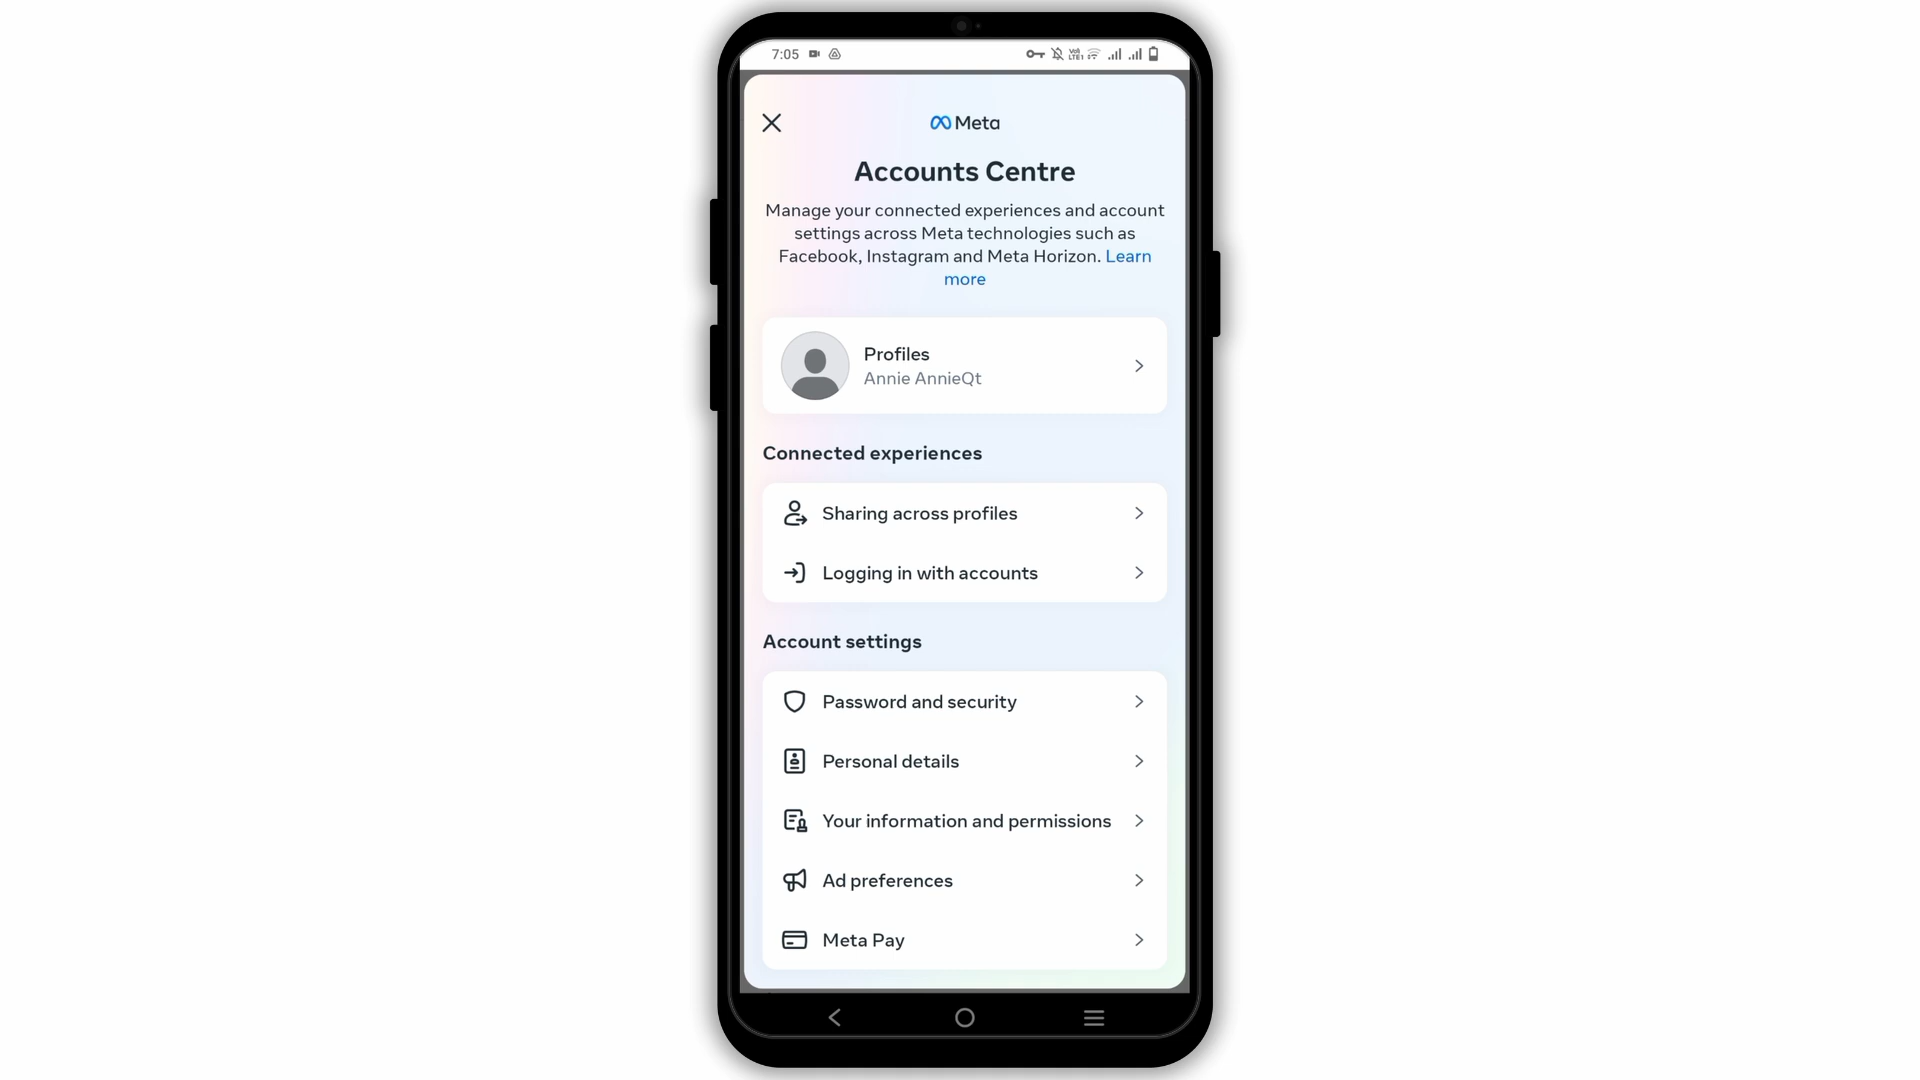 7:05
Meta
Accounts Centre
Manage your connected experiences and account
settings across Meta technologies such as
Facebook, Instagram and Meta Horizon. Learn
more
Profiles
Annie AnnieQt
Connected experiences
Sharing across profiles
Logging in with accounts
Account settings
Password and security
Personal details
Your information and permissions
Ad preferences
Meta Pay